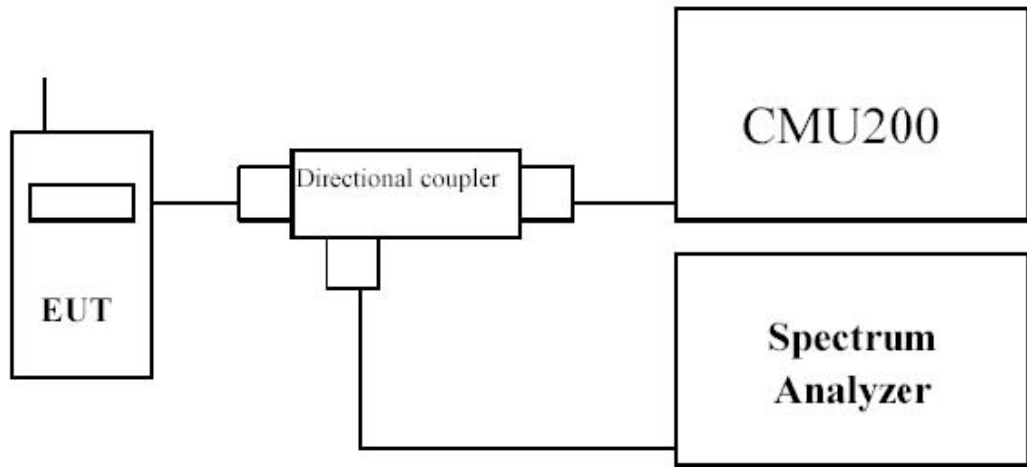 CMU200
Directional coupler
EUT
Spectrum
Analyzer